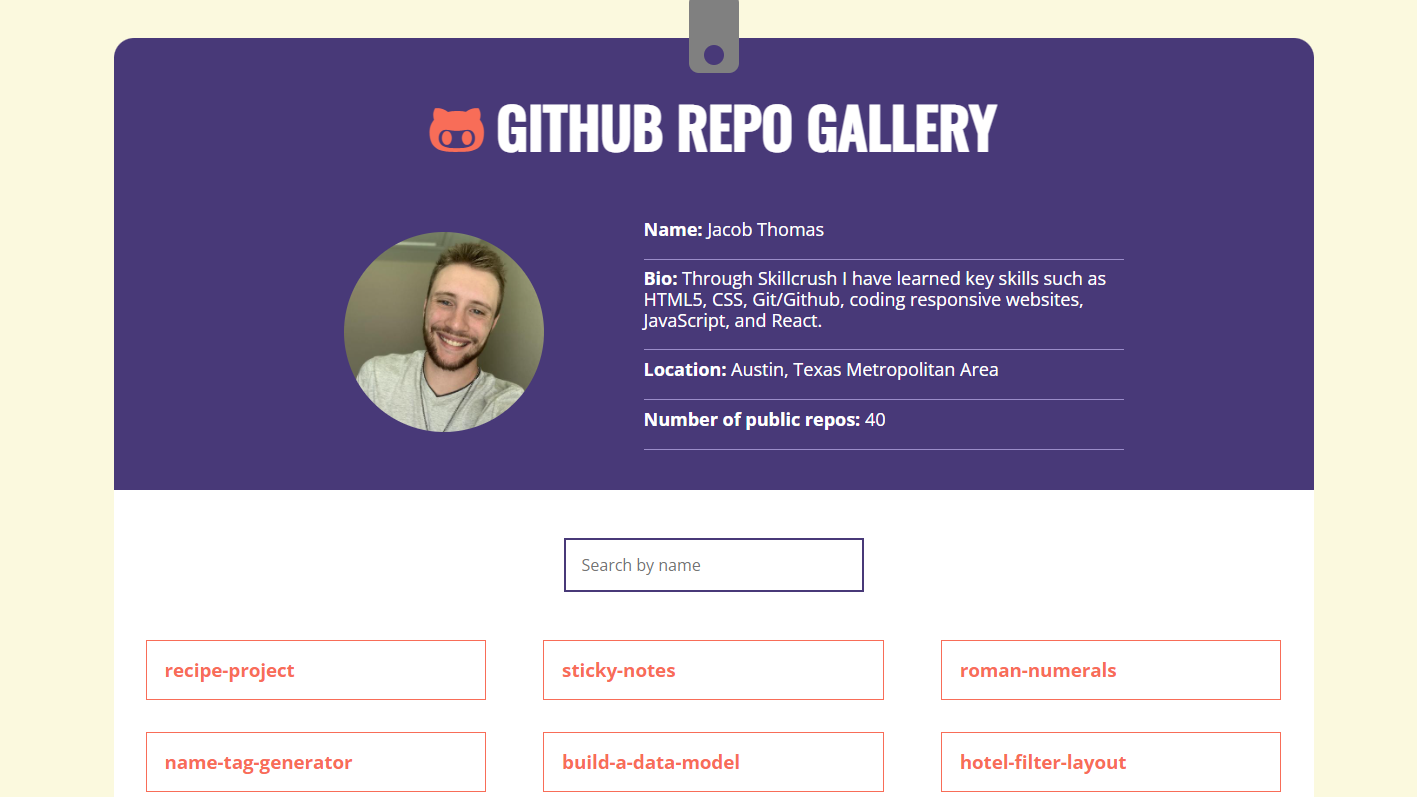 GITHUB REPO GALLERY
Name: Jacob Thomas
Bio: Through Skillcrush I have learned key skills such as
HTML5, CSS, Git/Github, coding responsive websites,
JavaScript, and React.
Location: Austin, Texas Metropolitan Area
Number of public repos: 40
Search by name
recipe-project
sticky-notes
roman-numerals
name-tag-generator
build-a-data-model
hotel-filter-layout